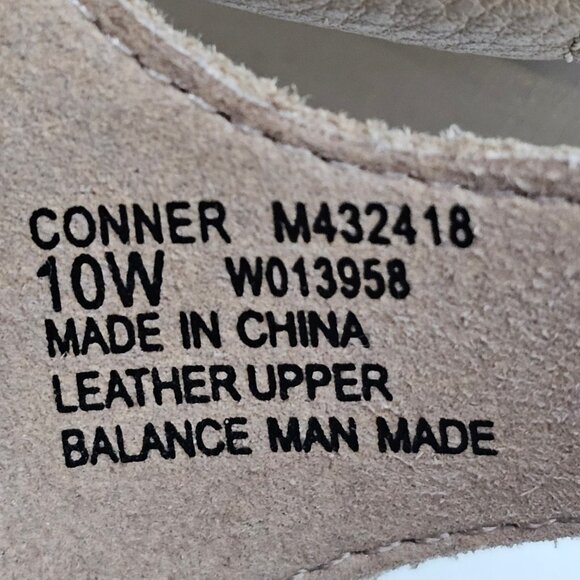 CONNER M432418
10W W013958
MADE IN CHINA
LEATHER UPPER
BALANCE MAN MADE